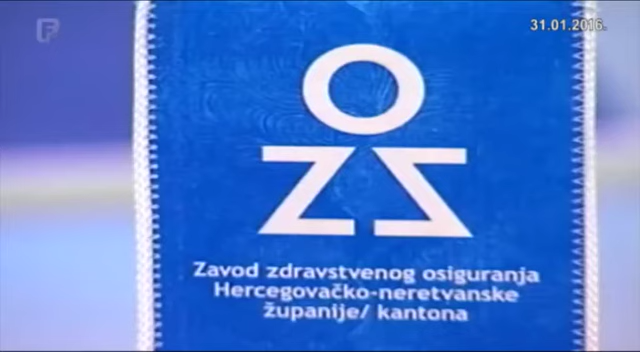 31.01.2016.
OZZ
Zavod zdravstvenog osiguranja
Hercegovačko-neretvanske
županije/ kantona